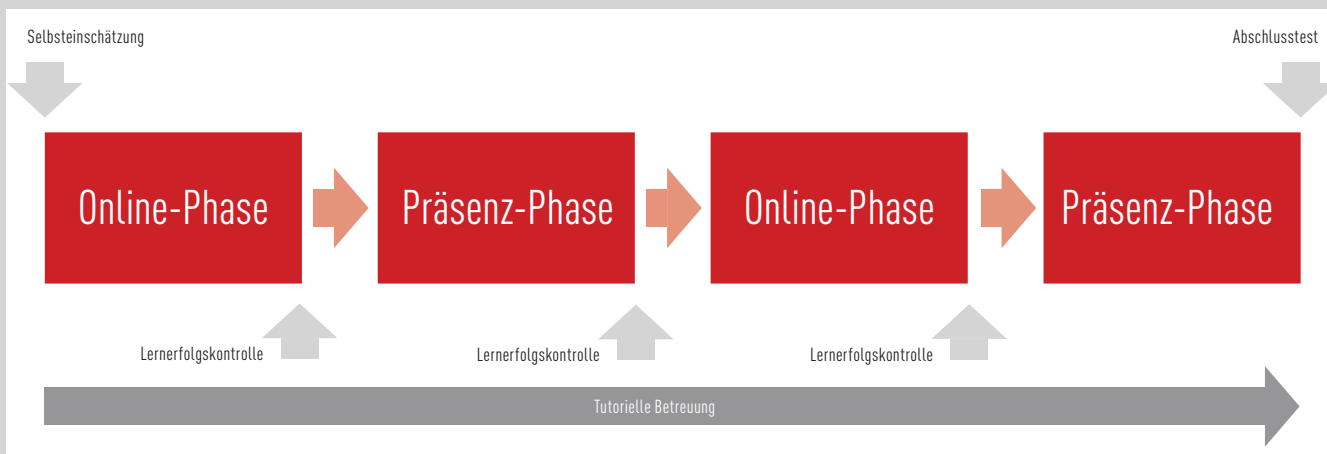 Selbsteinschätzung
Abschlusstest
Online-Phase
Präsenz-Phase
Online-Phase
Präsenz-Phase
Lernerfolgskontrolle
Lernerfolgskontrolle
Lernerfolgskontrolle
Tutorielle Betreuung